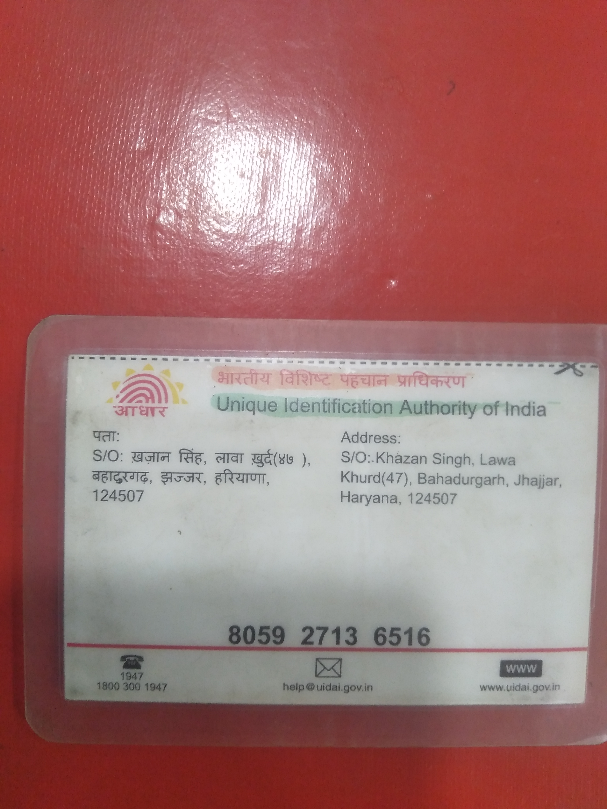 भारतीय विशिष्ट पहचान प्राधिकरण
Unique Identification Authority of India
आधार
पता:
S/O: खज़ान सिंह, लावा खुर्द(४७ ),
बहादुरगढ़, झज्जर, हरियाणा,
124507
Address:
S/O: Khazan Singh, Lawa
Khurd(47), Bahadurgarh, Jhajjar,
Haryana, 124507
8059 2713 6516
1947
1800 300 1947
help@uidai.gov.in
WWW
www.uidai.gov.in